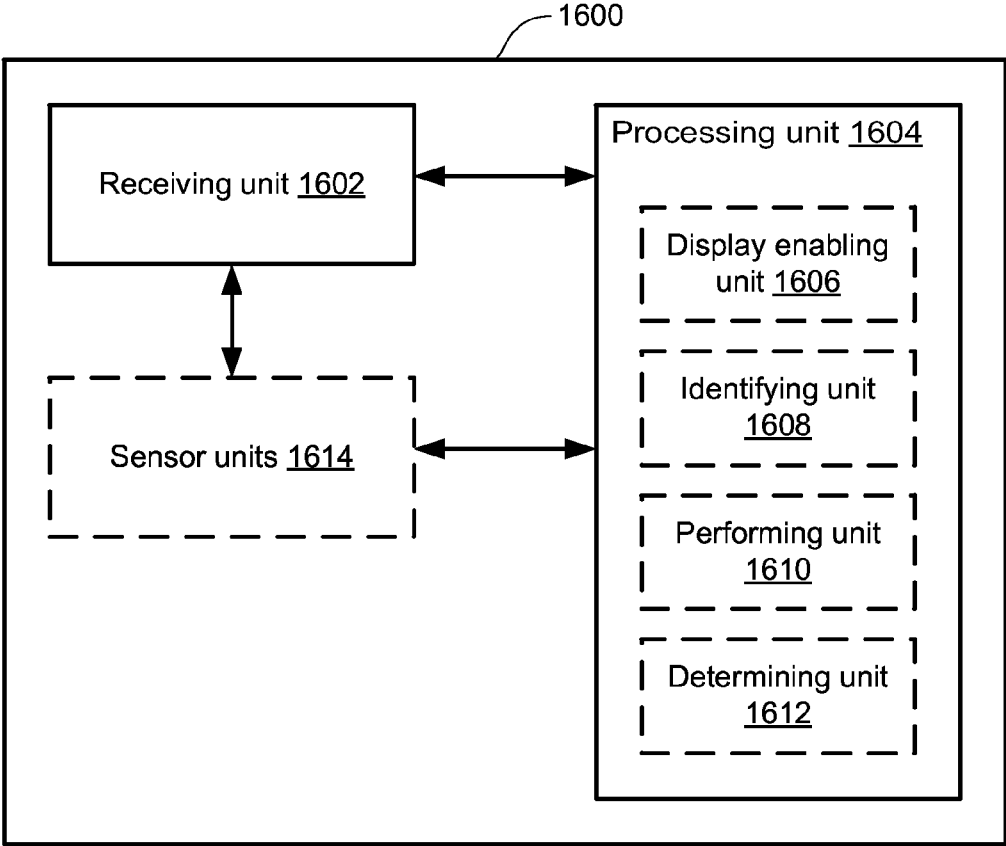 1600
Receiving unit 1602
Processing unit 1604
Display enabling
unit 1606
Identifying unit
1608
Sensor units 1614
Performing unit
1610
Determining unit
1612